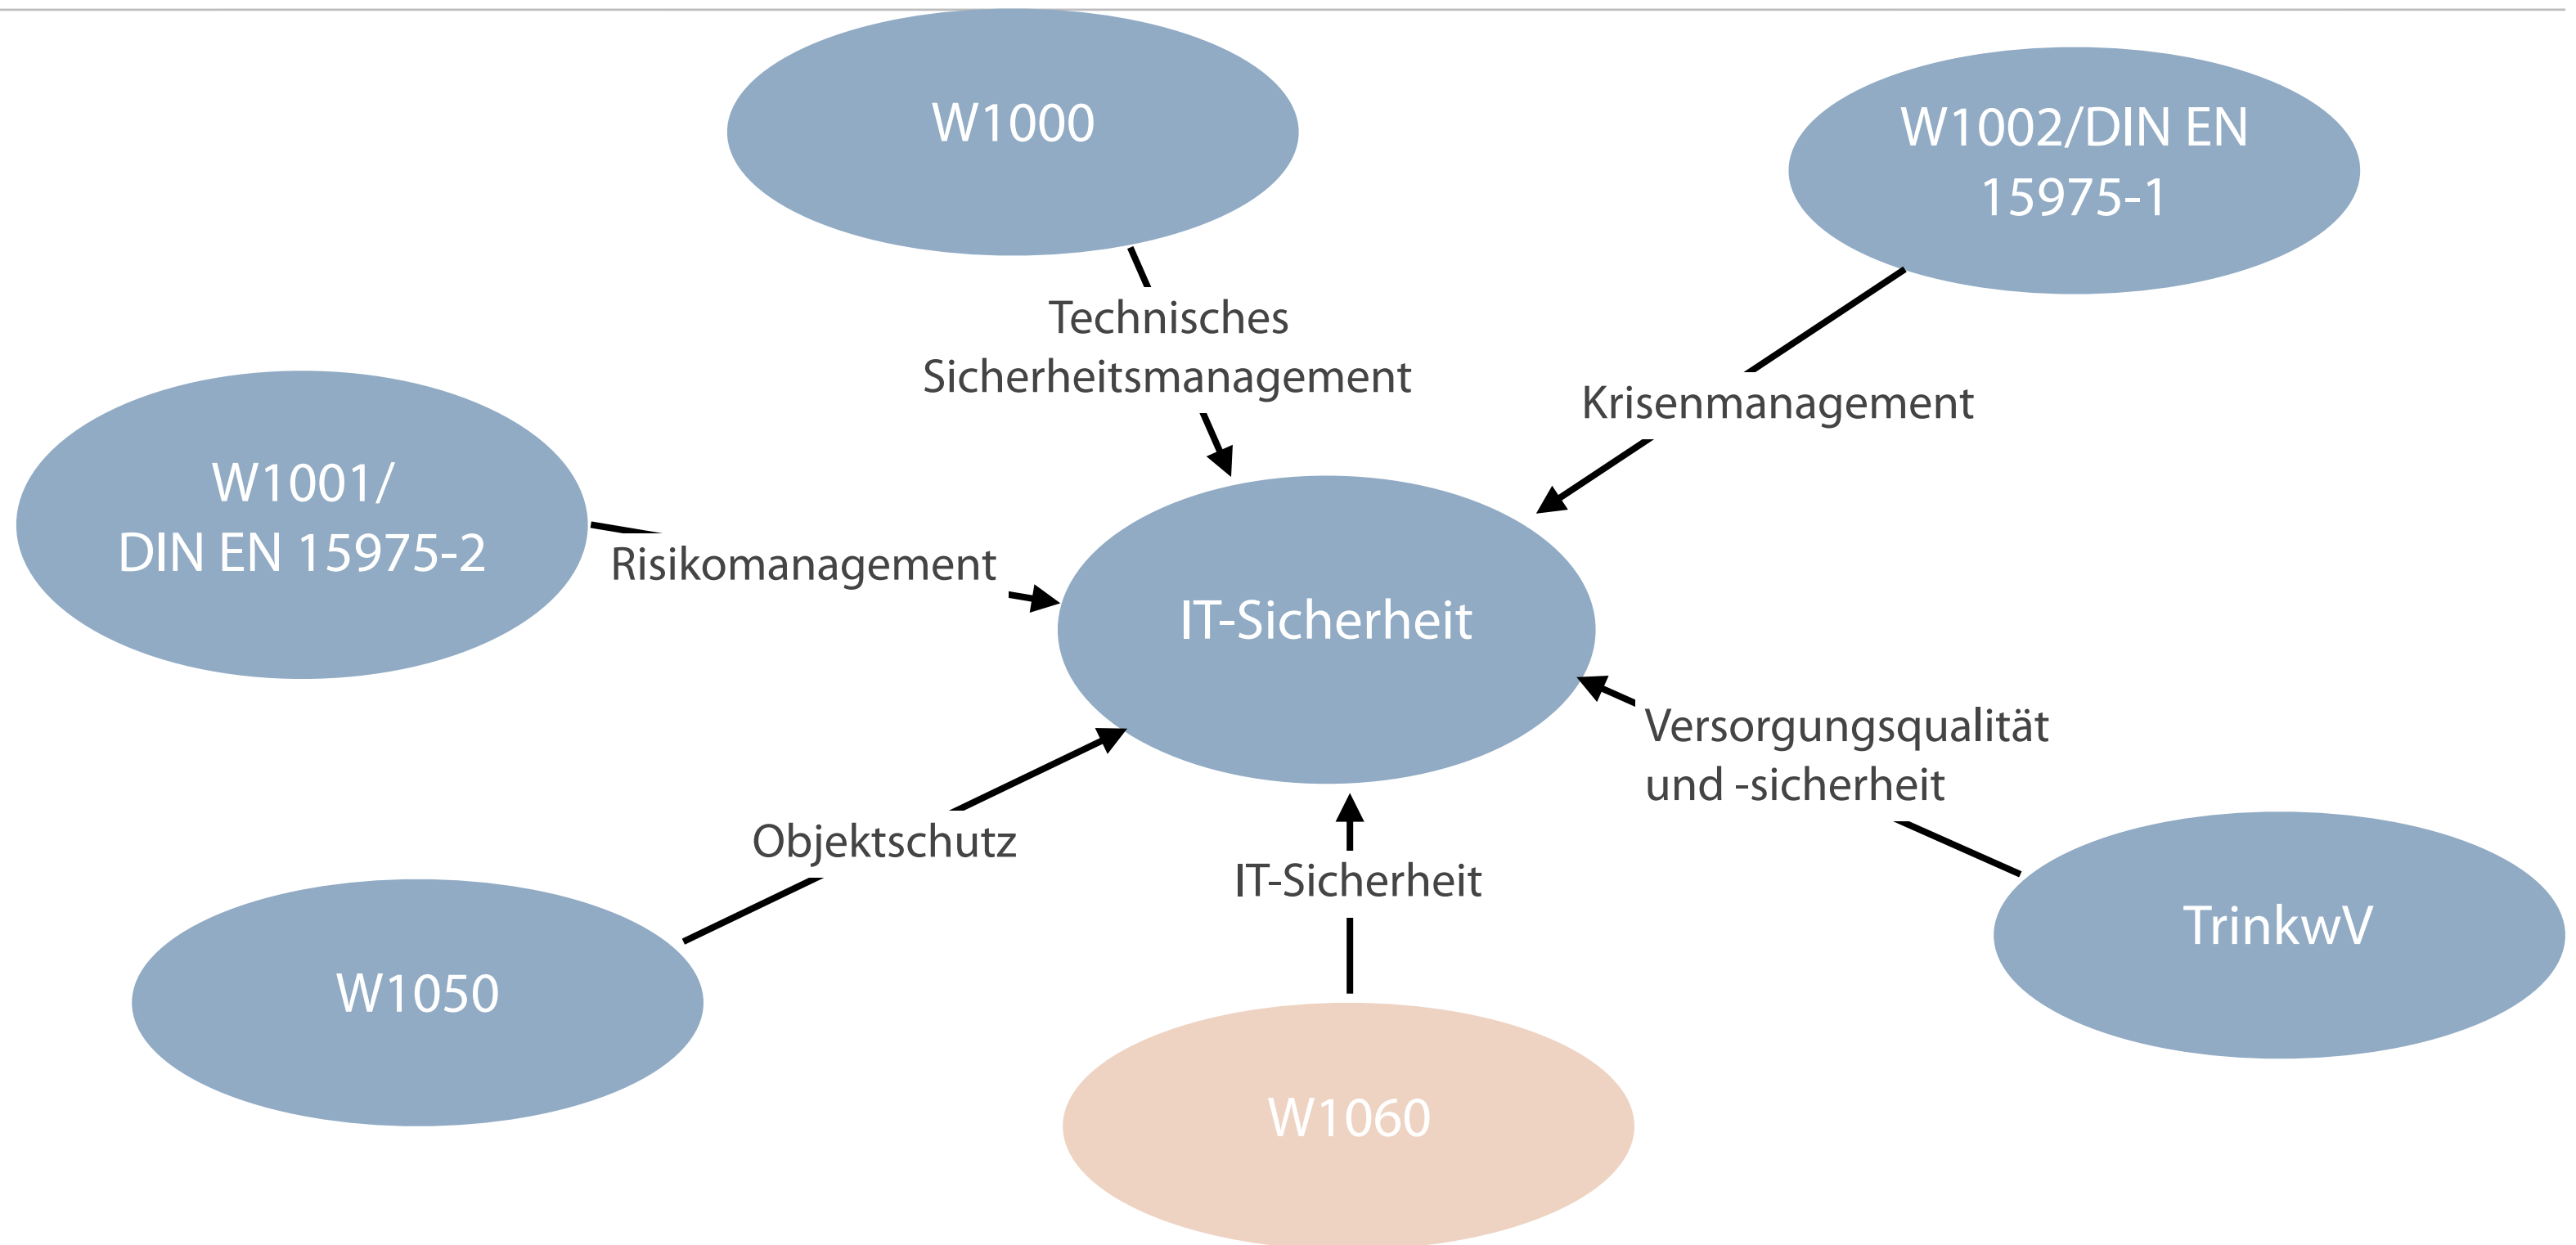 W1000
W1002/DIN EN
15975-1
Technisches
Sicherheitsmanagement
Krisenmanagement
W1001/
DIN EN 15975-2
Risikomanagement
IT-Sicherheit
Versorgungsqualität
und -sicherheit
Objektschutz
IT-Sicherheit
TrinkwV
W1050
W1060